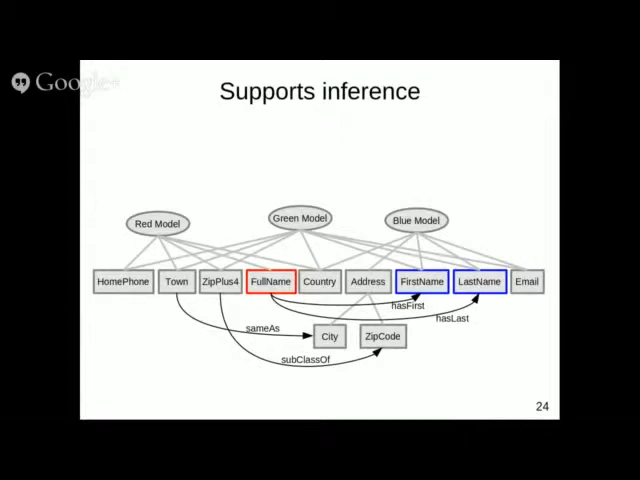 Google+
Supports inference
Red Model
Green Model
Blue Model
HomePhone
Town
ZipPlus4
FullName
Country
Address
FirstName
LastName
Email
hasFirst
hasLast
sameAs
City
ZipCode
subClassOf
24